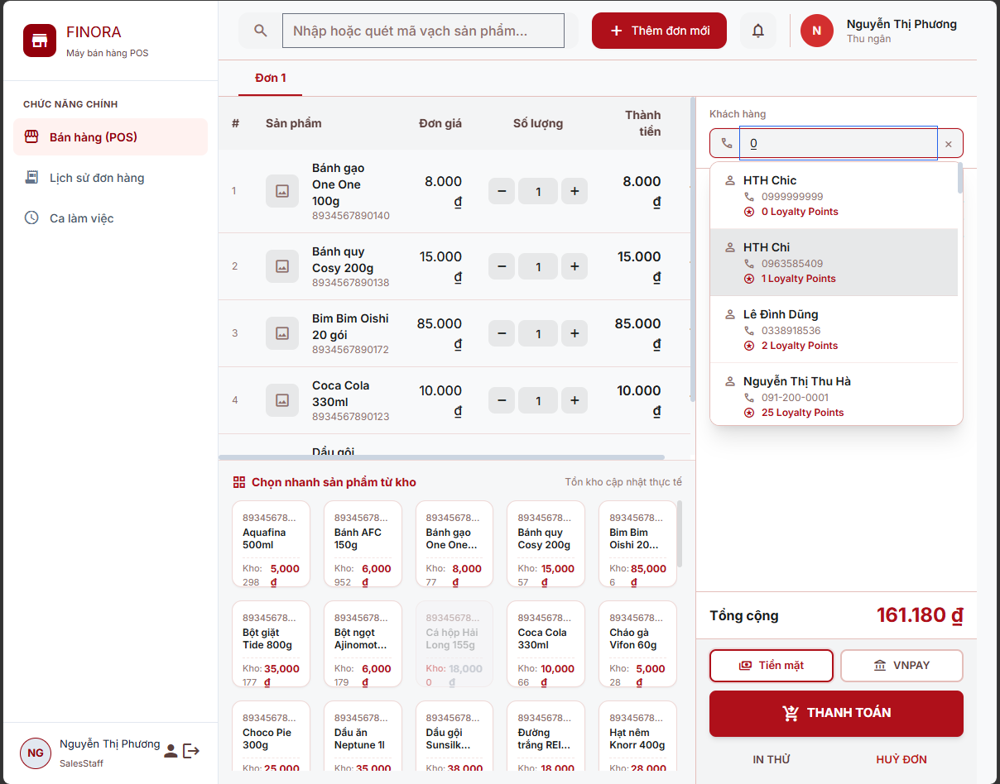 FINORA
Máy bán hàng POS
CHỨC NĂNG CHÍNH
Bán hàng (POS)
Lịch sử đơn hàng
Ca làm việc
NG
Nguyễn Thị Phương
SalesStaff
Nhập hoặc quét mã vạch sản phẩm...
+ Thêm đơn mới
N
Nguyễn Thị Phương
Thu ngân
Đơn 1
# Sản phẩm Đơn giá Số lượng Thành
tiền
1
Bánh gạo
One One
100g
8934567890140
8.000
₫
− 1 +
8.000
₫
2
Bánh quy
Cosy 200g
8934567890138
15.000
₫
− 1 +
15.000
₫
3
Bim Bim Oishi
20 gói
8934567890172
85.000
₫
− 1 +
85.000
₫
4
Coca Cola
330ml
8934567890123
10.000
₫
− 1 +
10.000
₫
Dầu gội
Chọn nhanh sản phẩm từ kho
Tồn kho cập nhật thực tế
89345678...
Aquafina
500ml
Kho: 5,000
298 ₫
89345678...
Bánh AFC
150g
Kho: 6,000
952 ₫
89345678...
Bánh gạo
One One...
Kho: 8,000
77 ₫
89345678...
Bánh quy
Cosy 200g
Kho: 15,000
57 ₫
89345678...
Bim Bim
Oishi 20...
Kho: 85,000
6 ₫
89345678...
Bột giặt
Tide 800g
Kho: 35,000
177 ₫
89345678...
Bột ngọt
Ajinomot...
Kho: 6,000
179 ₫
89345678...
Cá hộp Hải
Long 155g
Kho: 18,000
0 ₫
89345678...
Coca Cola
330ml
Kho: 10,000
66 ₫
89345678...
Cháo gà
Vifon 60g
Kho: 5,000
28 ₫
89345678...
Choco Pie
300g
Kho: 25,000
89345678...
Dầu ăn
Neptune 1l
Kho: 35,000
89345678...
Dầu gội
Sunsilk...
Kho: 38,000
89345678...
Đường
trắng REI...
Kho: 18,000
89345678...
Hạt nêm
Knorr 400g
Kho: 28,000
Khách hàng
0
×
HTH Chic
0999999999
0 Loyalty Points
HTH Chi
0963585409
1 Loyalty Points
Lê Đình Dũng
0338918536
2 Loyalty Points
Nguyễn Thị Thu Hà
091-200-0001
25 Loyalty Points
Tổng cộng
161.180 ₫
Tiền mặt
VNPAY
THANH TOÁN
IN THỬ
HUỶ ĐƠN